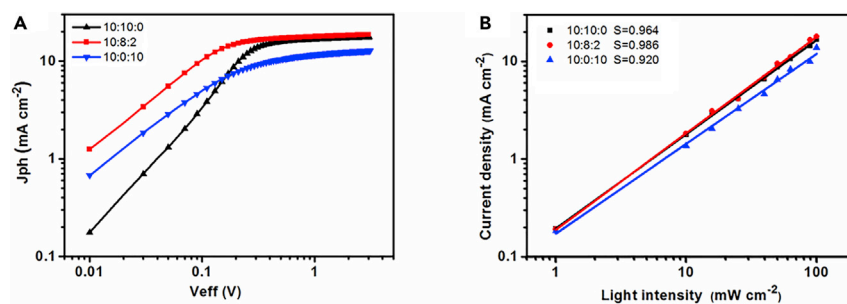 A
10:10:0
10:8:2
10:0:10
Jph (mA cm⁻²)
10
1
0.1
0.01
0.1
1
Veff (V)
B
10:10:0 S=0.964
10:8:2 S=0.986
10:0:10 S=0.920
Current density (mA cm⁻²)
10
1
0.1
1
10
100
Light intensity (mW cm⁻²)